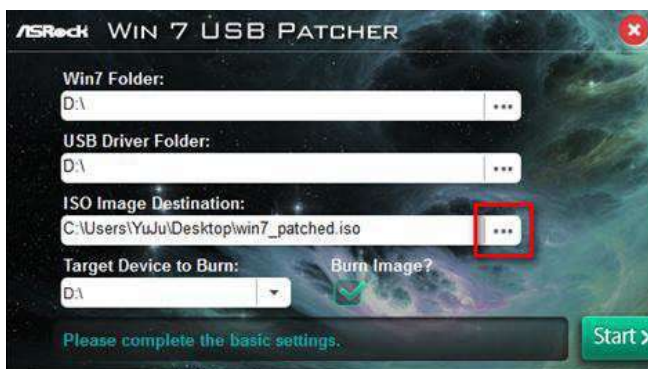 ASRock WIN 7 USB PATCHER
Win7 Folder:
D:\
USB Driver Folder:
D:\
ISO Image Destination:
C:\Users\YuJu\Desktop\win7_patched.iso
Target Device to Burn: Burn Image?
D:\
Please complete the basic settings. Start